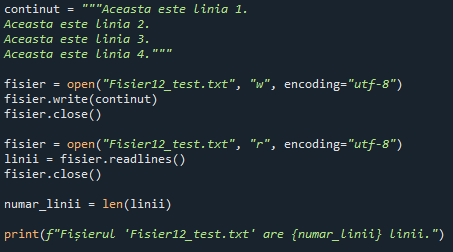 continut = """Aceasta este linia 1.
Aceasta este linia 2.
Aceasta este linia 3.
Aceasta este linia 4."""
fisier = open("Fisier12_test.txt", "w", encoding="utf-8")
fisier.write(continut)
fisier.close()
fisier = open("Fisier12_test.txt", "r", encoding="utf-8")
linii = fisier.readlines()
fisier.close()
numar_linii = len(linii)
print(f"Fișierul 'Fisier12_test.txt' are {numar_linii} linii.")